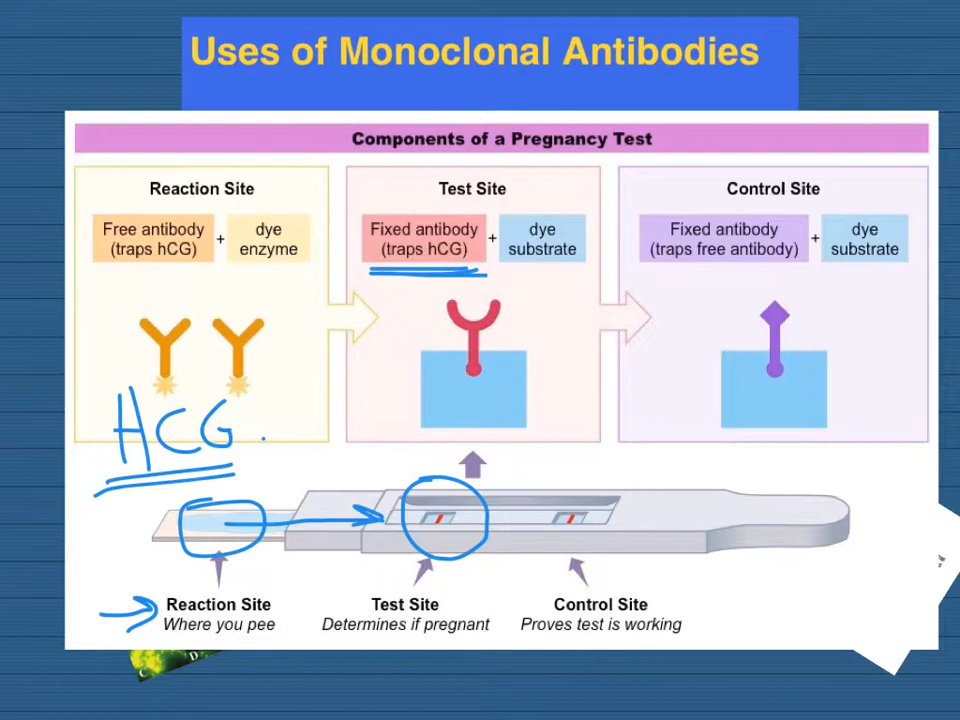 Uses of Monoclonal Antibodies
Components of a Pregnancy Test
Reaction Site
Free antibody
(traps hCG)
+
dye
enzyme
Test Site
Fixed antibody
(traps hCG)
+
dye
substrate
Control Site
Fixed antibody
(traps free antibody)
+
dye
substrate
HCG.
Reaction Site
Where you pee
Test Site
Determines if pregnant
Control Site
Proves test is working
C
D